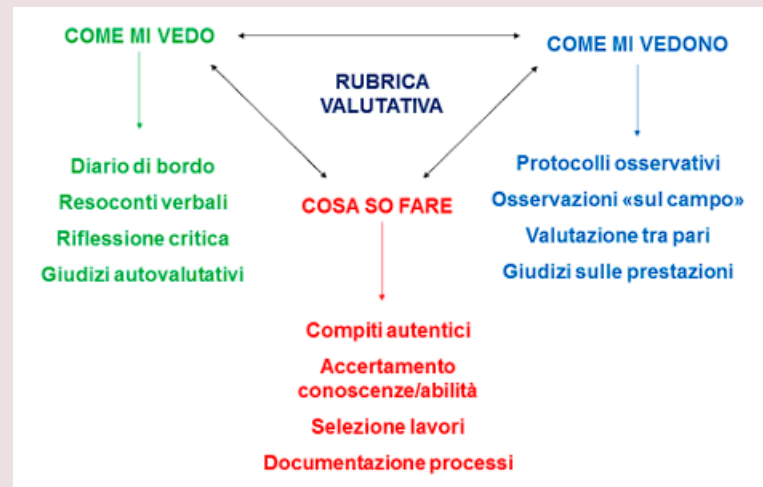 COME MI VEDO
COME MI VEDONO
RUBRICA
VALUTATIVA
Diario di bordo
Resoconti verbali
Riflessione critica
Giudizi autovalutativi
Protocolli osservativi
Osservazioni «sul campo»
Valutazione tra pari
Giudizi sulle prestazioni
COSA SO FARE
Compiti autentici
Accertamento
conoscenze/abilità
Selezione lavori
Documentazione processi